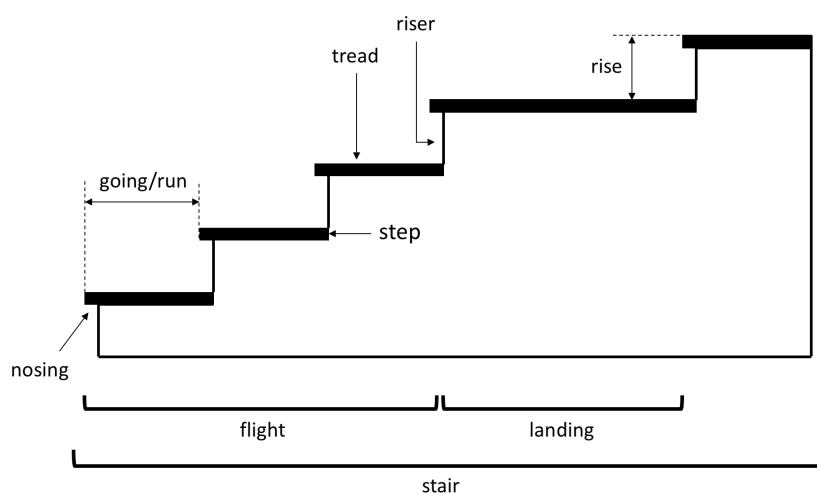 riser
tread
rise
going/run
step
nosing
flight
landing
stair